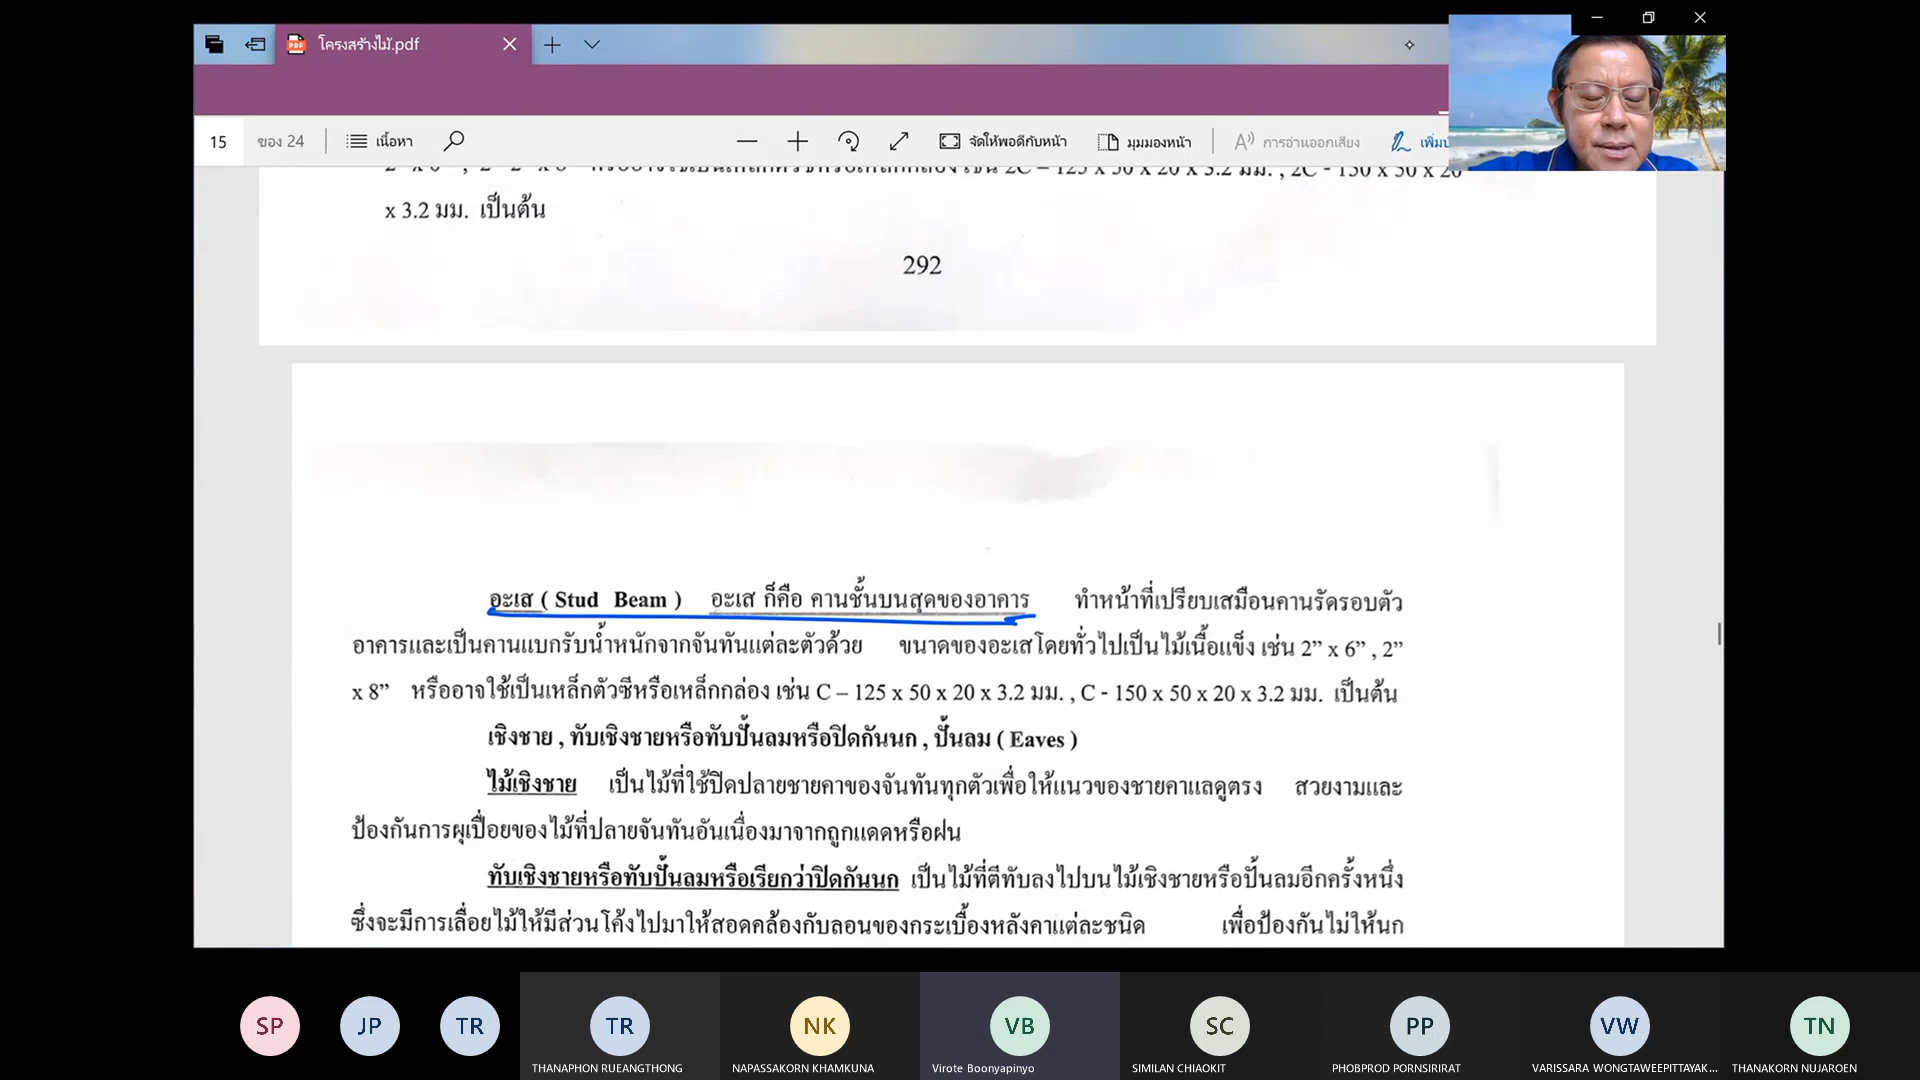 โครงสร้างไม้.pdf
15 ของ 24 เนื้อหา จัดให้พอดีกับหน้า มุมมองหน้า การอ่านออกเสียง
x 3.2 มม. เป็นต้น
292
อะเส ( Stud Beam ) อะเส ก็คือ คานชั้นบนสุดของอาคาร ทำหน้าที่เปรียบเสมือนคานรัดรอบตัว
อาคารและเป็นคานแบกรับน้ำหนักจากจันทันแต่ละตัวด้วย ขนาดของอะเสโดยทั่วไปเป็นไม้เนื้อแข็ง เช่น 2” x 6” , 2”
x 8” หรืออาจใช้เป็นเหล็กตัวซีหรือเหล็กกล่อง เช่น C – 125 x 50 x 20 x 3.2 มม. , C - 150 x 50 x 20 x 3.2 มม. เป็นต้น
เชิงชาย , ทับเชิงชายหรือทับปั้นลมหรือปิดกันนก , ปั้นลม ( Eaves )
ไม้เชิงชาย เป็นไม้ที่ใช้ปิดปลายชายคาของจันทันทุกตัวเพื่อให้แนวของชายคาแลดูตรง สวยงามและ
ป้องกันการผุเปื่อยของไม้ที่ปลายจันทันอันเนื่องมาจากถูกแดดหรือฝน
ทับเชิงชายหรือทับปั้นลมหรือเรียกว่าปิดกันนก เป็นไม้ที่ตีทับลงไปบนไม้เชิงชายหรือปั้นลมอีกครั้งหนึ่ง
ซึ่งจะมีการเลื่อยไม้ให้มีส่วนโค้งไปมาให้สอดคล้องกับลอนของกระเบื้องหลังคาแต่ละชนิด เพื่อป้องกันไม่ให้นก
SP JP TR TR NK VB SC PP VW TN
THANAPHON RUEANGTHONG NAPASSAKORN KHAMKUNA Virote Boonyapinyo SIMILAN CHIAOKIT PHOBPROD PORNSIRIRAT VARISSARA WONGTAWEEPITTAYAK... THANAKORN NUJAROEN